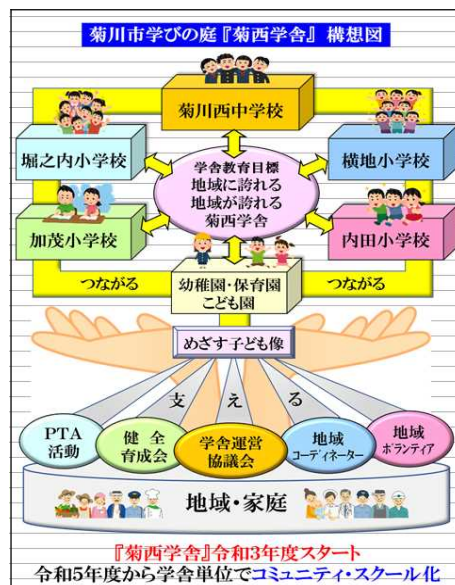 菊川市学びの庭『菊西学舎』構想図
菊川西中学校
堀之内小学校
横地小学校
学舎教育目標
地域に誇れる
地域が誇れる
菊西学舎
加茂小学校
内田小学校
つながる
幼稚園・保育園
こども園
つながる
めざす子ども像
支える
PTA
活動
健全
育成会
学舎運営
協議会
地域
コーディネーター
地域
ボランティア
地域・家庭
『菊西学舎』令和3年度スタート
令和5年度から学舎単位でコミュニティ・スクール化